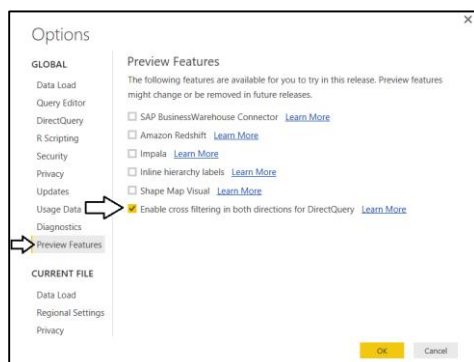 Options
GLOBAL
Data Load
Query Editor
DirectQuery
R Scripting
Security
Privacy
Updates
Usage Data
Diagnostics
Preview Features
CURRENT FILE
Data Load
Regional Settings
Privacy
Preview Features
The following features are available for you to try in this release. Preview features
might change or be removed in future releases.
SAP BusinessWarehouse Connector Learn More
Amazon Redshift Learn More
Impala Learn More
Inline hierarchy labels Learn More
Shape Map Visual Learn More
Enable cross filtering in both directions for DirectQuery Learn More
OK Cancel